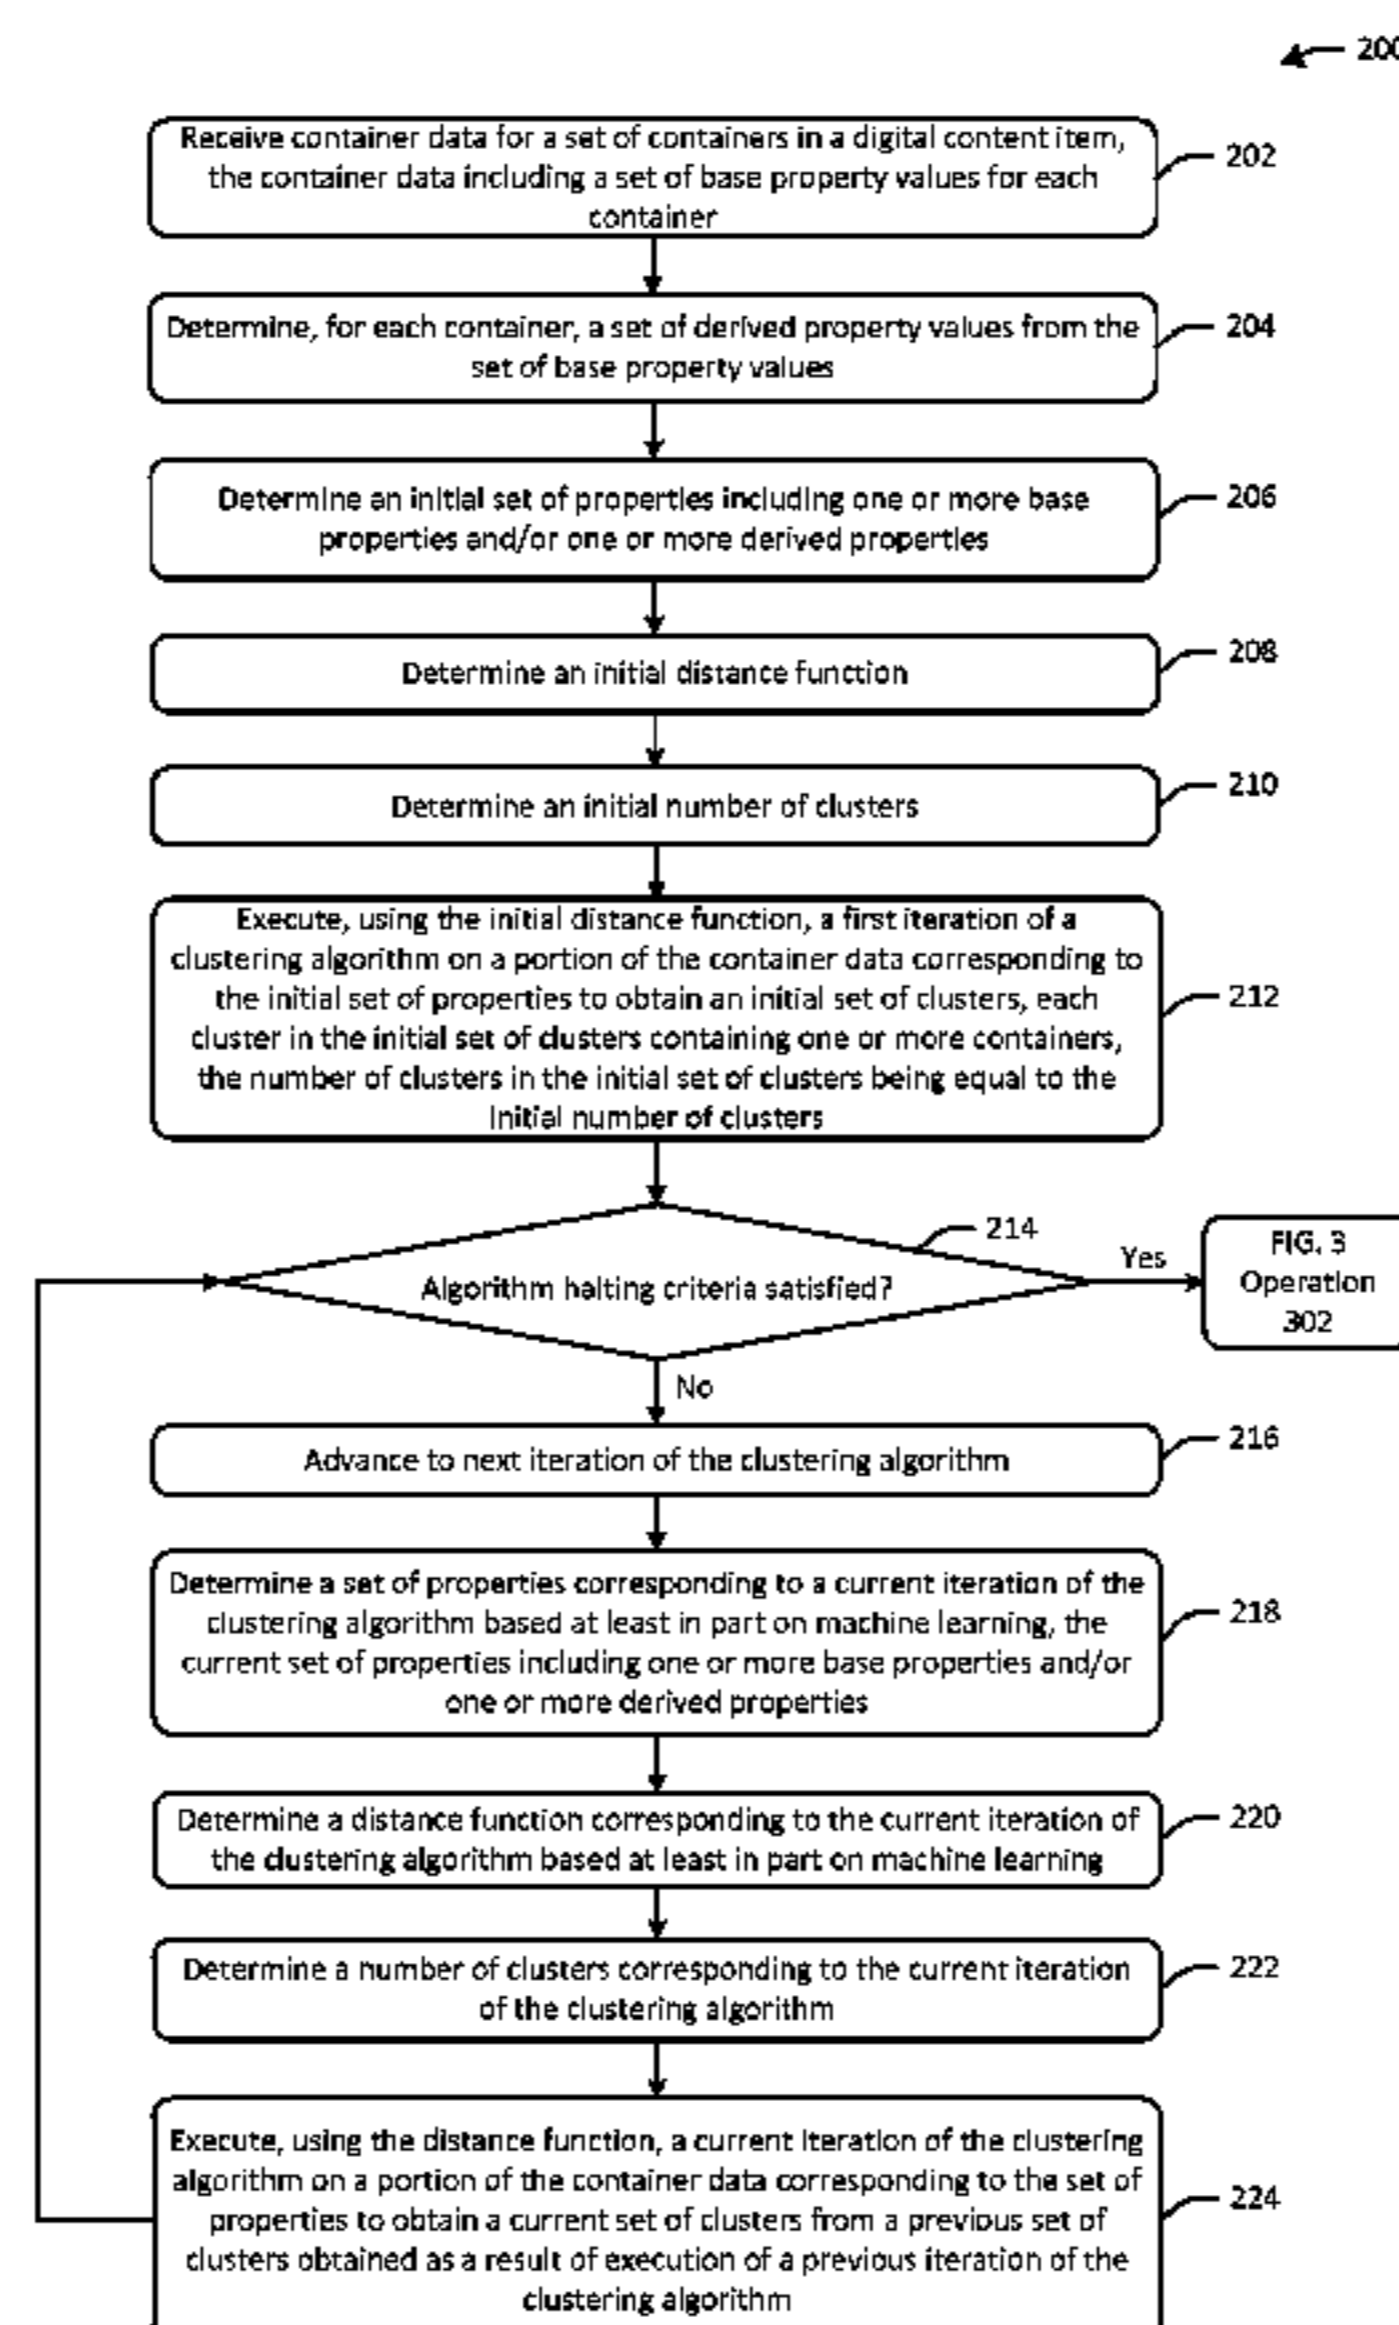 200
Receive container data for a set of containers in a digital content item,
the container data including a set of base property values for each
container
202
Determine, for each container, a set of derived property values from the
set of base property values
204
Determine an initial set of properties including one or more base
properties and/or one or more derived properties
206
Determine an initial distance function
208
Determine an initial number of clusters
210
Execute, using the initial distance function, a first iteration of a
clustering algorithm on a portion of the container data corresponding to
the initial set of properties to obtain an initial set of clusters, each
cluster in the initial set of clusters containing one or more containers,
the number of clusters in the initial set of clusters being equal to the
initial number of clusters
212
Algorithm halting criteria satisfied?
214
Yes
FIG. 3
Operation
302
No
Advance to next iteration of the clustering algorithm
216
Determine a set of properties corresponding to a current iteration of the
clustering algorithm based at least in part on machine learning, the
current set of properties including one or more base properties and/or
one or more derived properties
218
Determine a distance function corresponding to the current iteration of
the clustering algorithm based at least in part on machine learning
220
Determine a number of clusters corresponding to the current iteration
of the clustering algorithm
222
Execute, using the distance function, a current iteration of the clustering
algorithm on a portion of the container data corresponding to the set of
properties to obtain a current set of clusters from a previous set of
clusters obtained as a result of execution of a previous iteration of the
clustering algorithm
224